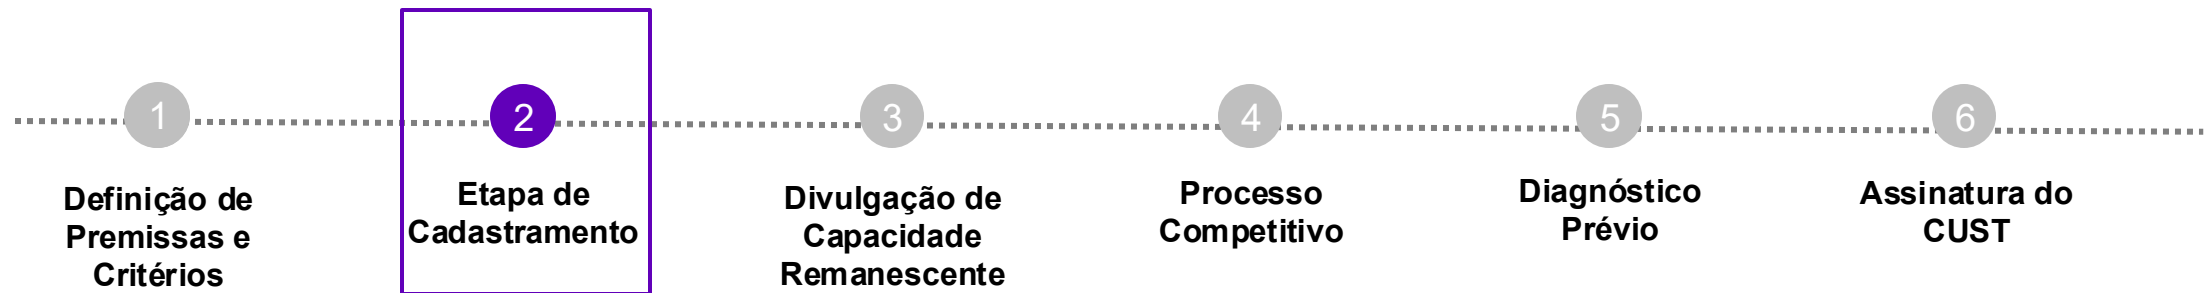 1
Definição de
Premissas e
Critérios
2
Etapa de
Cadastramento
3
Divulgação de
Capacidade
Remanescente
4
Processo
Competitivo
5
Diagnóstico
Prévio
6
Assinatura do
CUST